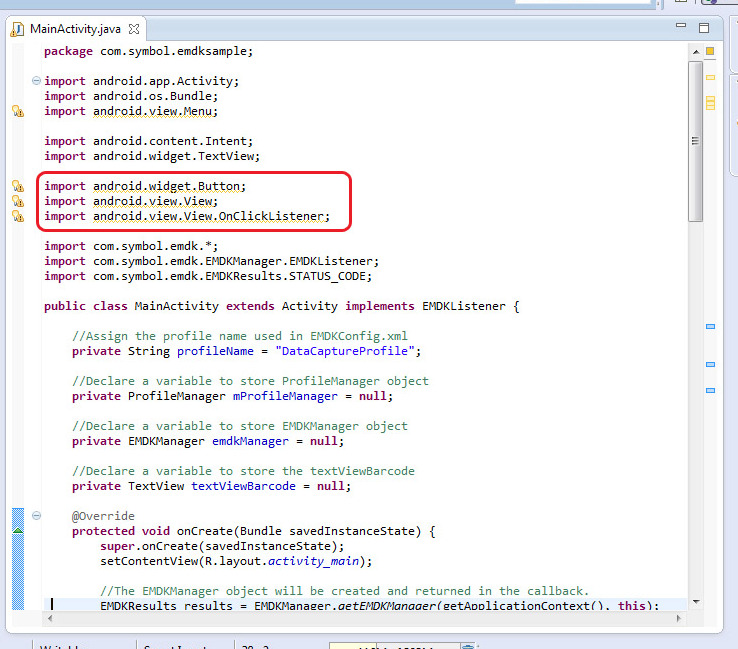 MainActivity.java
package com.symbol.emdksample;
import android.app.Activity;
import android.os.Bundle;
import android.view.Menu;
import android.content.Intent;
import android.widget.TextView;
import android.widget.Button;
import android.view.View;
import android.view.View.OnClickListener;
import com.symbol.emdk.*;
import com.symbol.emdk.EMDKManager.EMDKListener;
import com.symbol.emdk.EMDKResults.STATUS_CODE;
public class MainActivity extends Activity implements EMDKListener {
//Assign the profile name used in EMDKConfig.xml
private String profileName = "DataCaptureProfile";
//Declare a variable to store ProfileManager object
private ProfileManager mProfileManager = null;
//Declare a variable to store EMDKManager object
private EMDKManager emdkManager = null;
//Declare a variable to store the textViewBarcode
private TextView textViewBarcode = null;
@Override
protected void onCreate(Bundle savedInstanceState) {
super.onCreate(savedInstanceState);
setContentView(R.layout.activity_main);
//The EMDKManager object will be created and returned in the callback.
EMDKResults results = EMDKManager.getEMDKManager(getApplicationContext(), this);